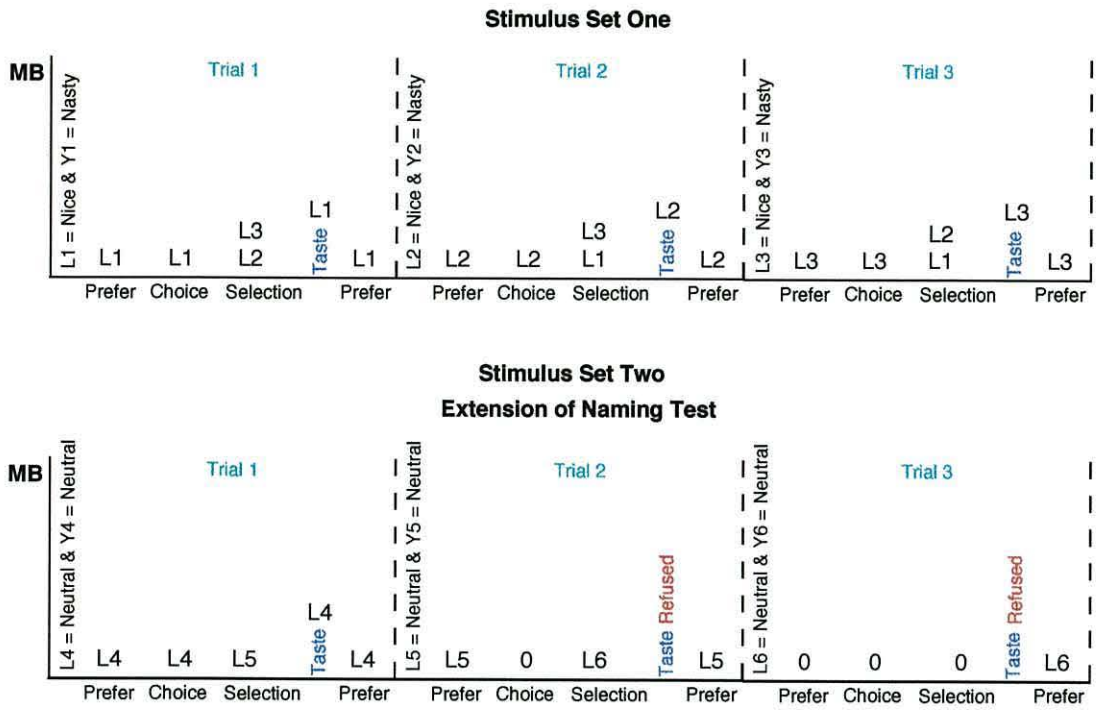 Stimulus Set One
MB
Trial 1
Trial 2
Trial 3
L1 = Nice & Y1 = Nasty
L2 = Nice & Y2 = Nasty
L3 = Nice & Y3 = Nasty
L1 L2 L3
L3 L3 L2
L1 L1 L2 Taste L1 L2 L2 L1 Taste L2 L3 L3 L1 Taste L3
Prefer Choice Selection Prefer Prefer Choice Selection Prefer Prefer Choice Selection Prefer
Stimulus Set Two
Extension of Naming Test
MB
Trial 1
Trial 2
Trial 3
L4 = Neutral & Y4 = Neutral
L5 = Neutral & Y5 = Neutral
L6 = Neutral & Y6 = Neutral
L4 Refused Refused
L4 L4 L5 Taste L4 L5 0 L6 Taste L5 0 0 0 Taste L6
Prefer Choice Selection Prefer Prefer Choice Selection Prefer Prefer Choice Selection Prefer